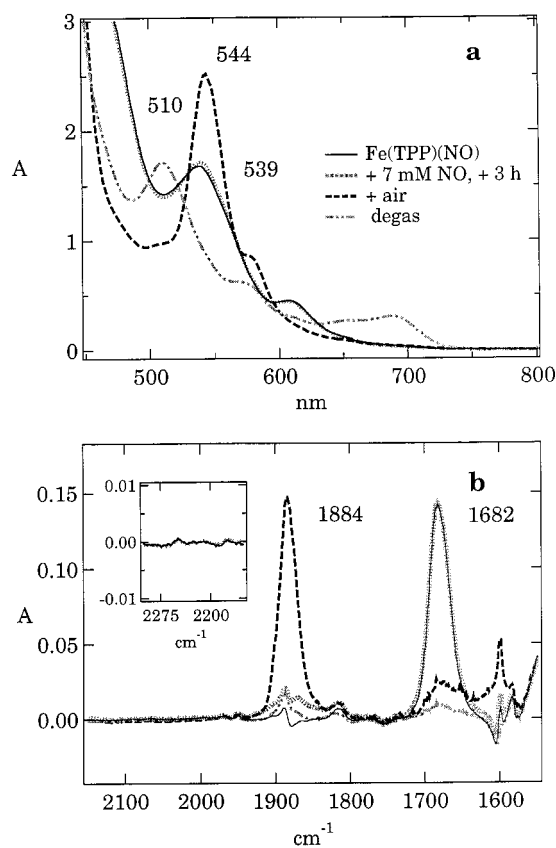 3
a
544
510
2
539
A
Fe(TPP)(NO)
+ 7 mM NO, + 3 h
+ air
degas
1
0
500
600
700
800
nm
0.01
b
0.15
1884
1682
0.00
-0.01
0.10
2275
2200
cm-1
A
0.05
0.00
2100
2000
1900
1800
1700
1600
cm-1